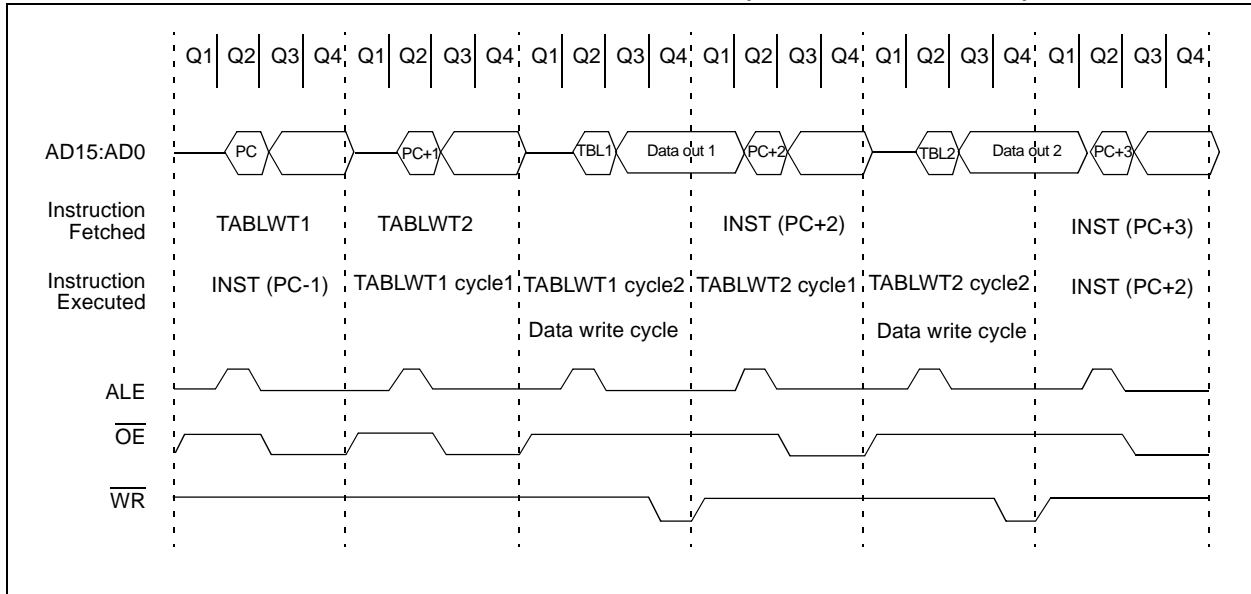 Q1 Q2 Q3 Q4 Q1 Q2 Q3 Q4 Q1 Q2 Q3 Q4 Q1 Q2 Q3 Q4 Q1 Q2 Q3 Q4 Q1 Q2 Q3 Q4
AD15:AD0 PC PC+1 TBL1 Data out 1 PC+2 TBL2 Data out 2 PC+3
Instruction
Fetched TABLWT1 TABLWT2 INST (PC+2) INST (PC+3)
Instruction
Executed INST (PC-1) TABLWT1 cycle1 TABLWT1 cycle2 TABLWT2 cycle1 TABLWT2 cycle2 INST (PC+2)
Data write cycle Data write cycle
ALE
OE
WR